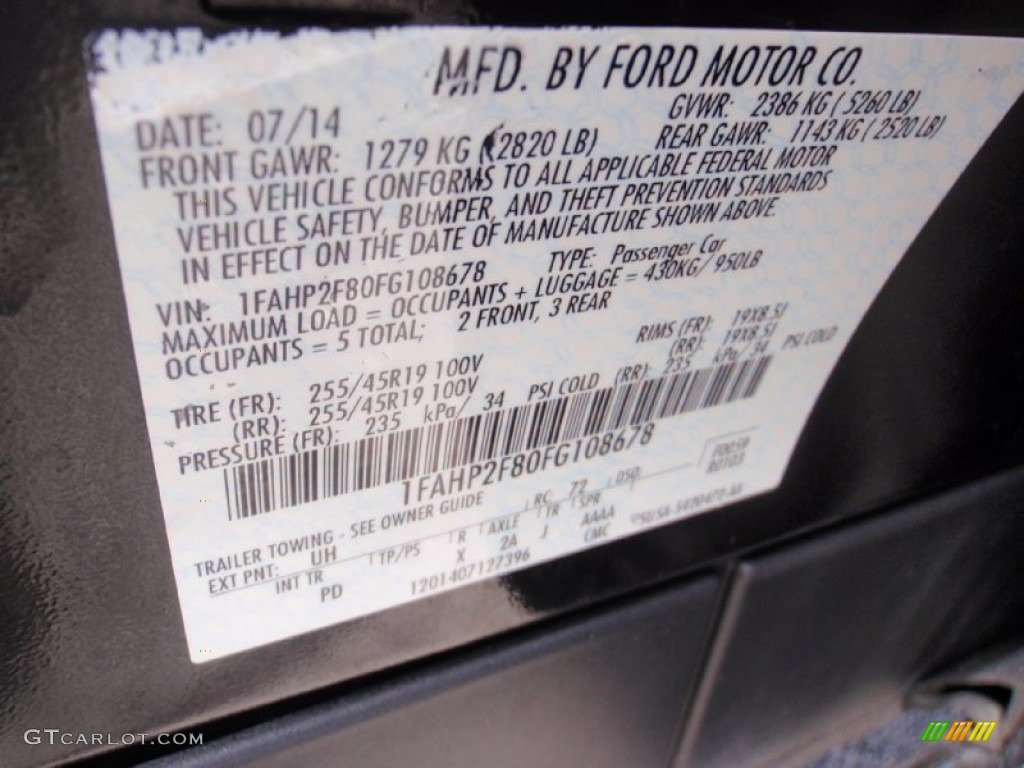 MFD. BY FORD MOTOR CO.
DATE: 07/14 GVWR: 2386 KG ( 5260 LB)
FRONT GAWR: 1279 KG (2820 LB) REAR GAWR: 1143 KG ( 2520 LB)
THIS VEHICLE CONFORMS TO ALL APPLICABLE FEDERAL MOTOR
VEHICLE SAFETY, BUMPER, AND THEFT PREVENTION STANDARDS
IN EFFECT ON THE DATE OF MANUFACTURE SHOWN ABOVE.
VIN: 1FAHP2F80FG108678 TYPE: Passenger Car
MAXIMUM LOAD = OCCUPANTS + LUGGAGE = 430KG/ 950LB
OCCUPANTS = 5 TOTAL; 2 FRONT, 3 REAR
TIRE (FR): 255/45R19 100V RIMS (FR): 19X8.5J
(RR): 255/45R19 100V (RR): 19X8.5J
PRESSURE (FR): 235 kPa/ 34 PSI COLD (RR): 235 kPa/ 34 PSI COLD
1FAHP2F80FG108678
F0059
R0103
TRAILER TOWING - SEE OWNER GUIDE
RC: 72 DSO:
EXT PNT: UH TP/PS R AXLE TR SPR
INT TR X 2A J AAAA
PD 1201407127396 CMC
GTCARLOT.COM